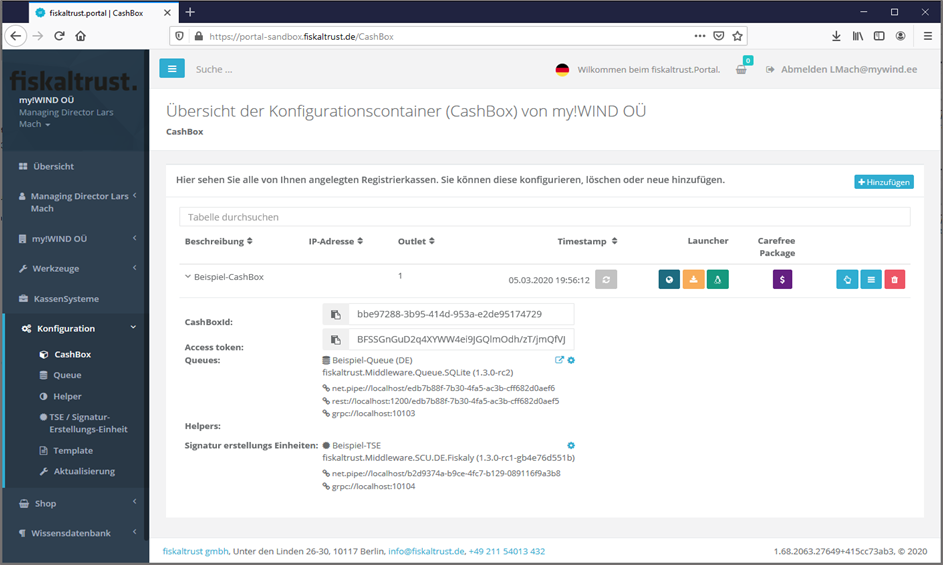 fiskaltrust.portal | CashBox
https://portal-sandbox.fiskaltrust.de/CashBox
fiskaltrust.
my!WIND OÜ
Managing Director Lars
Mach
Suche ...
Wilkommen beim fiskaltrust.Portal.
0
Abmelden LMach@mywind.ee
Übersicht der Konfigurationscontainer (CashBox) von my!WIND OÜ
CashBox
Übersicht
Managing Director Lars
Mach
my!WIND OÜ
Werkzeuge
KassenSysteme
Konfiguration
CashBox
Queue
Helper
TSE / Signatur-
Erstellungs-Einheit
Template
Aktualisierung
Shop
Wissensdatenbank
Hier sehen Sie alle von Ihnen angelegten Registrierkassen. Sie können diese konfigurieren, löschen oder neue hinzufügen.
Hinzufügen
Tabelle durchsuchen
Beschreibung IP-Adresse Outlet Timestamp Launcher Carefree
Package
Beispiel-CashBox 1 05.03.2020 19:56:12 $
CashBoxId: bbe97288-3b95-414d-953a-e2de95174729
Access token: BFSSGnGuD2q4XYWW4ei9JGQlmOdh/zT/jmQfVJ
Queues: Beispiel-Queue (DE)
fiskaltrust.Middleware.Queue.SQLite (1.3.0-rc2)
net.pipe://localhost/edb7b88f-7b30-4fa5-ac3b-cff682d0aef6
rest://localhost:1200/edb7b88f-7b30-4fa5-ac3b-cff682d0aef5
grpc://localhost:10103
Helpers:
Signatur erstellungs Einheiten: Beispiel-TSE
fiskaltrust.Middleware.SCU.DE.Fiskaly (1.3.0-rc1-gb4e76d551b)
net.pipe://localhost/b2d9374a-b9ce-4fc7-b129-089116f9a3b8
grpc://localhost:10104
fiskaltrust gmbh, Unter den Linden 26-30, 10117 Berlin, info@fiskaltrust.de, +49 211 54013 432
1.68.2063.27649+415cc73ab3, © 2020